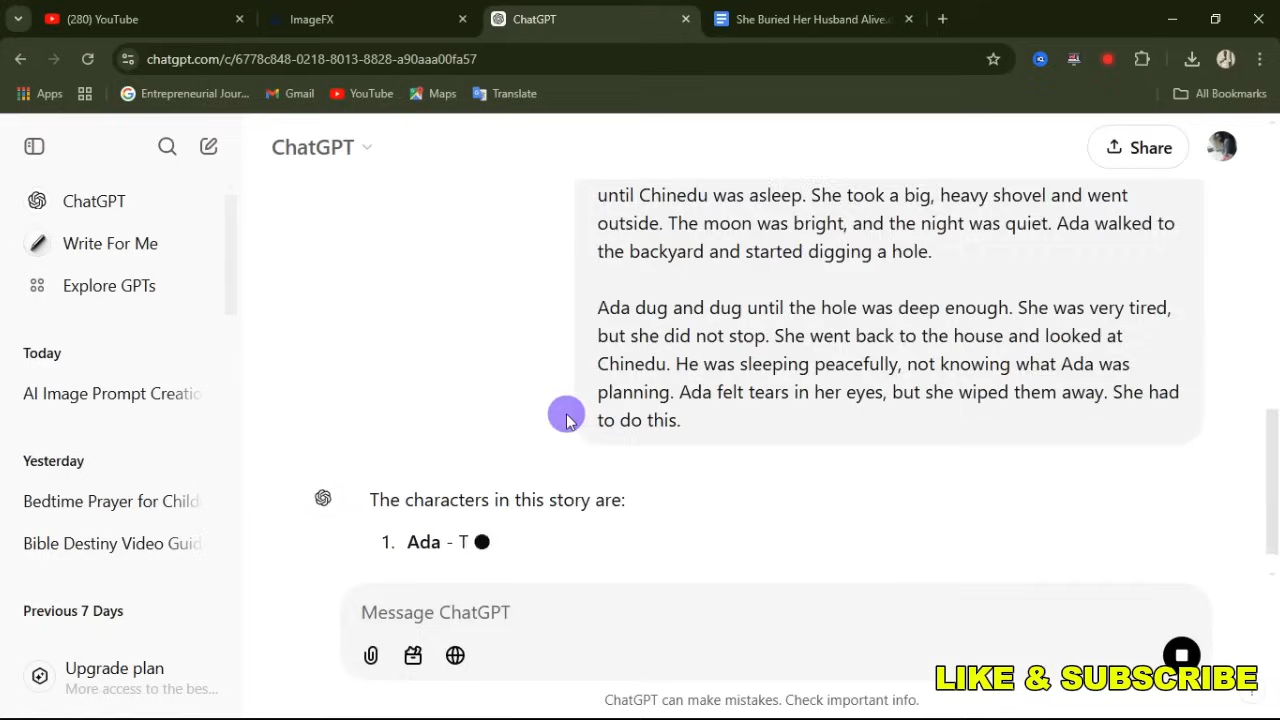 (280) YouTube
ImageFX
ChatGPT
She Buried Her Husband Alive.
chatgpt.com/c/6778c848-0218-8013-8828-a90aaa00fa57
Apps
Entrepreneurial Jour...
Gmail
YouTube
Maps
Translate
All Bookmarks
ChatGPT
Share
ChatGPT
Write For Me
Explore GPTs
Today
AI Image Prompt Creatio
Yesterday
Bedtime Prayer for Child
Bible Destiny Video Guid
Previous 7 Days
Upgrade plan
More access to the bes...
until Chinedu was asleep. She took a big, heavy shovel and went
outside. The moon was bright, and the night was quiet. Ada walked to
the backyard and started digging a hole.
Ada dug and dug until the hole was deep enough. She was very tired,
but she did not stop. She went back to the house and looked at
Chinedu. He was sleeping peacefully, not knowing what Ada was
planning. Ada felt tears in her eyes, but she wiped them away. She had
to do this.
The characters in this story are:
1. Ada - T
Message ChatGPT
LIKE & SUBSCRIBE
ChatGPT can make mistakes. Check important info.